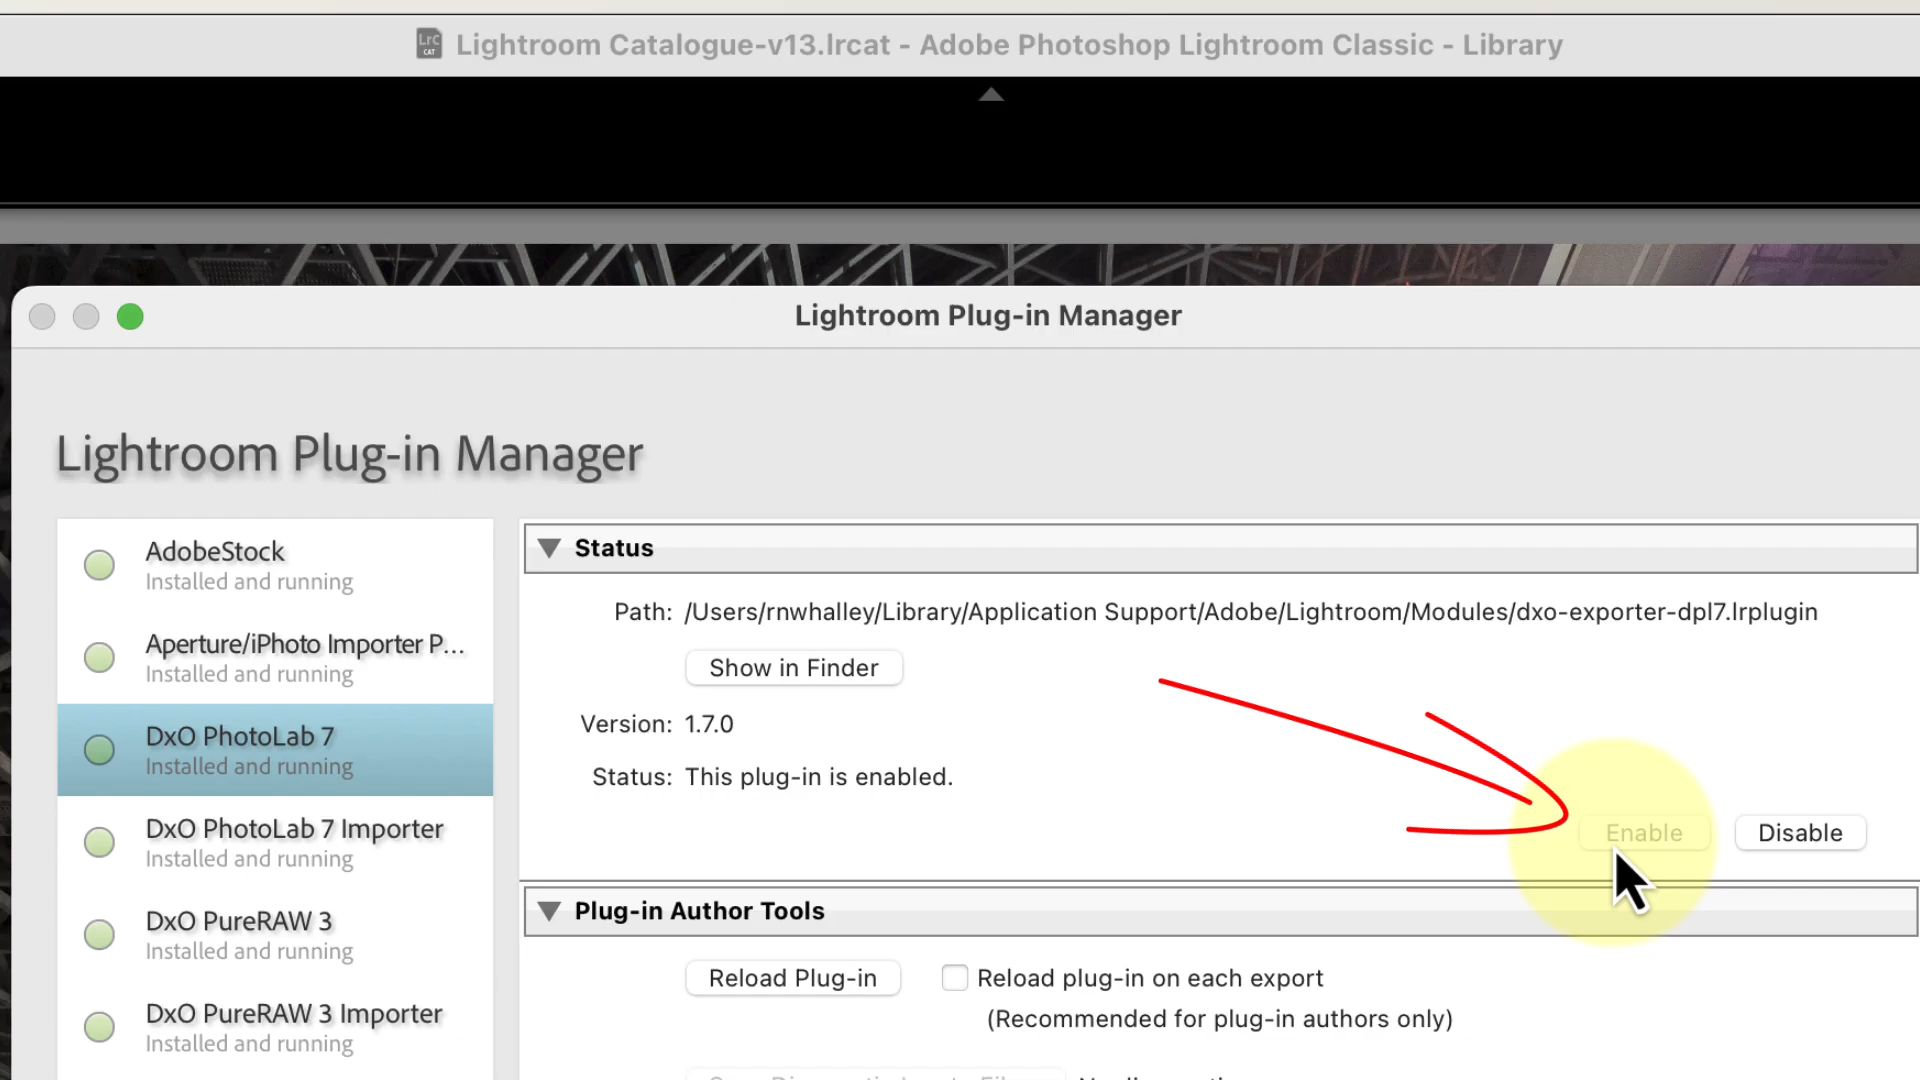 LrC
CAT
Lightroom Catalogue-v13.lrcat - Adobe Photoshop Lightroom Classic - Library
Lightroom Plug-in Manager
Lightroom Plug-in Manager
AdobeStock
Installed and running
Aperture/iPhoto Importer P...
Installed and running
DxO PhotoLab 7
Installed and running
DxO PhotoLab 7 Importer
Installed and running
DxO PureRAW 3
Installed and running
DxO PureRAW 3 Importer
Installed and running
Status
Path: /Users/rnwhalley/Library/Application Support/Adobe/Lightroom/Modules/dxo-exporter-dpl7.lrplugin
Show in Finder
Version: 1.7.0
Status: This plug-in is enabled.
Enable Disable
Plug-in Author Tools
Reload Plug-in Reload plug-in on each export
(Recommended for plug-in authors only)